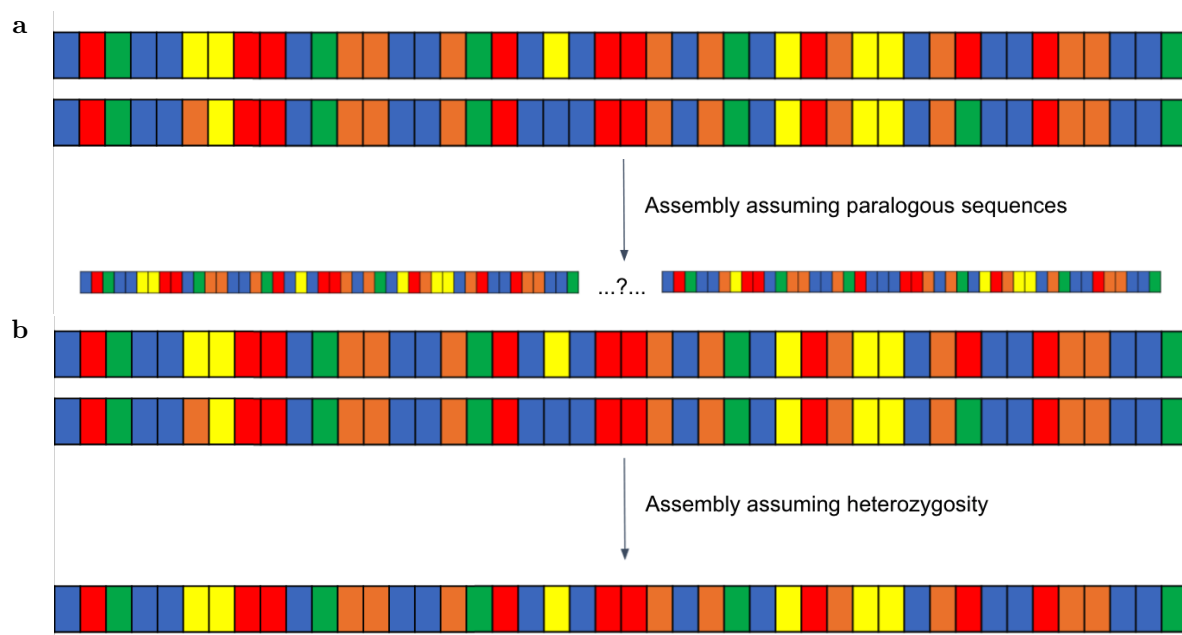 a
Assembly assuming paralogous sequences
...?...
b
Assembly assuming heterozygosity